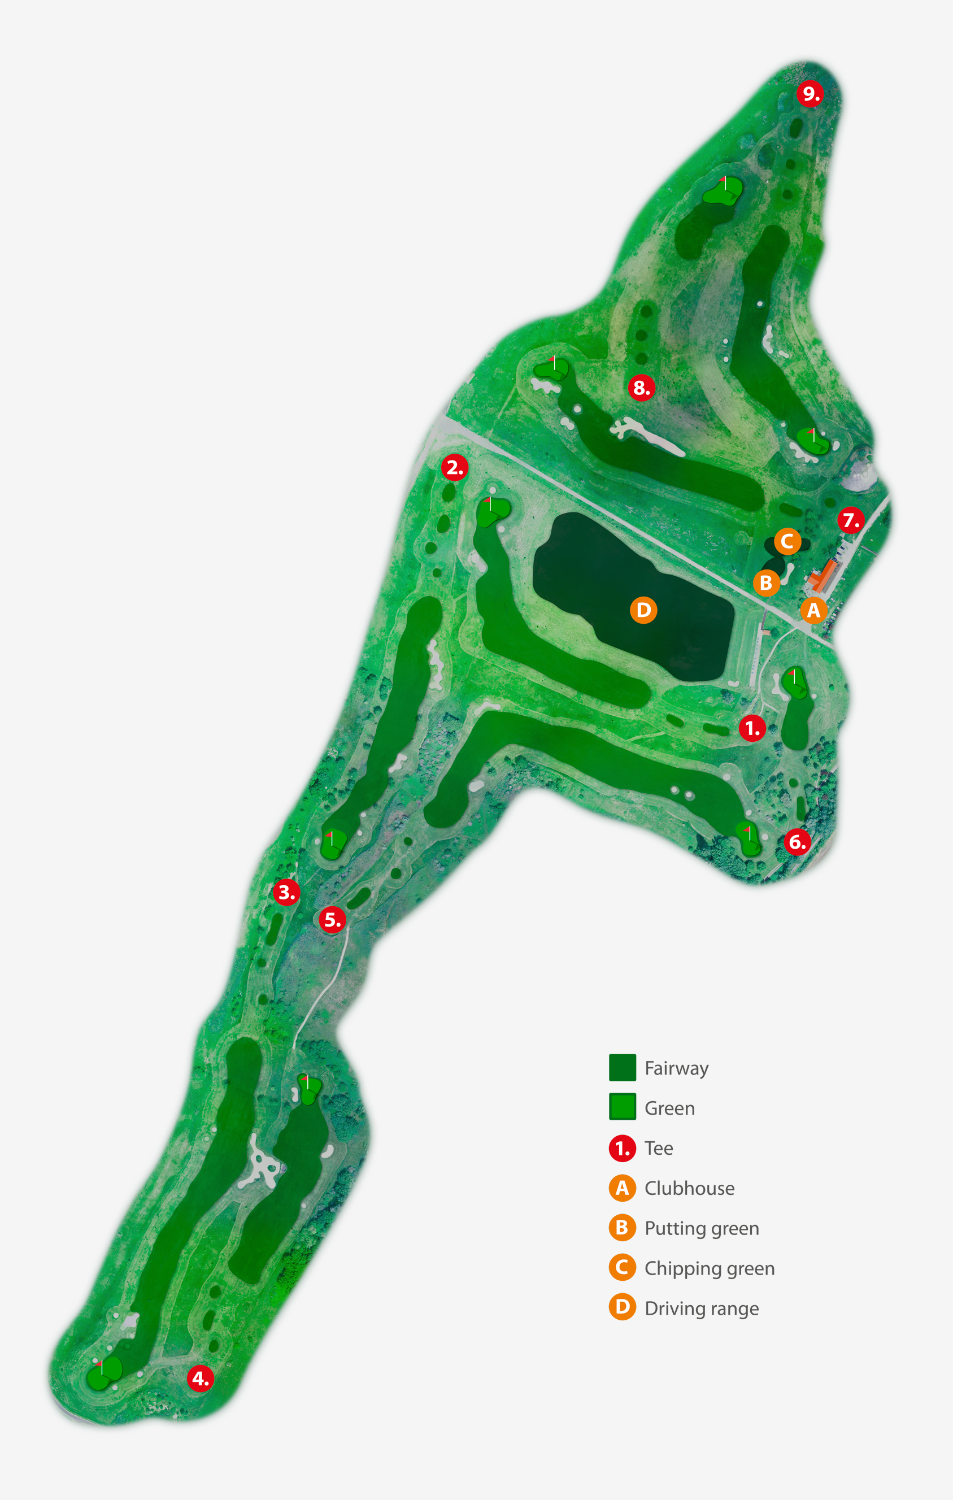 9.
8.
2.
7.
C
B
A
D
1.
6.
3.
5.
4.
Fairway
Green
1. Tee
A Clubhouse
B Putting green
C Chipping green
D Driving range